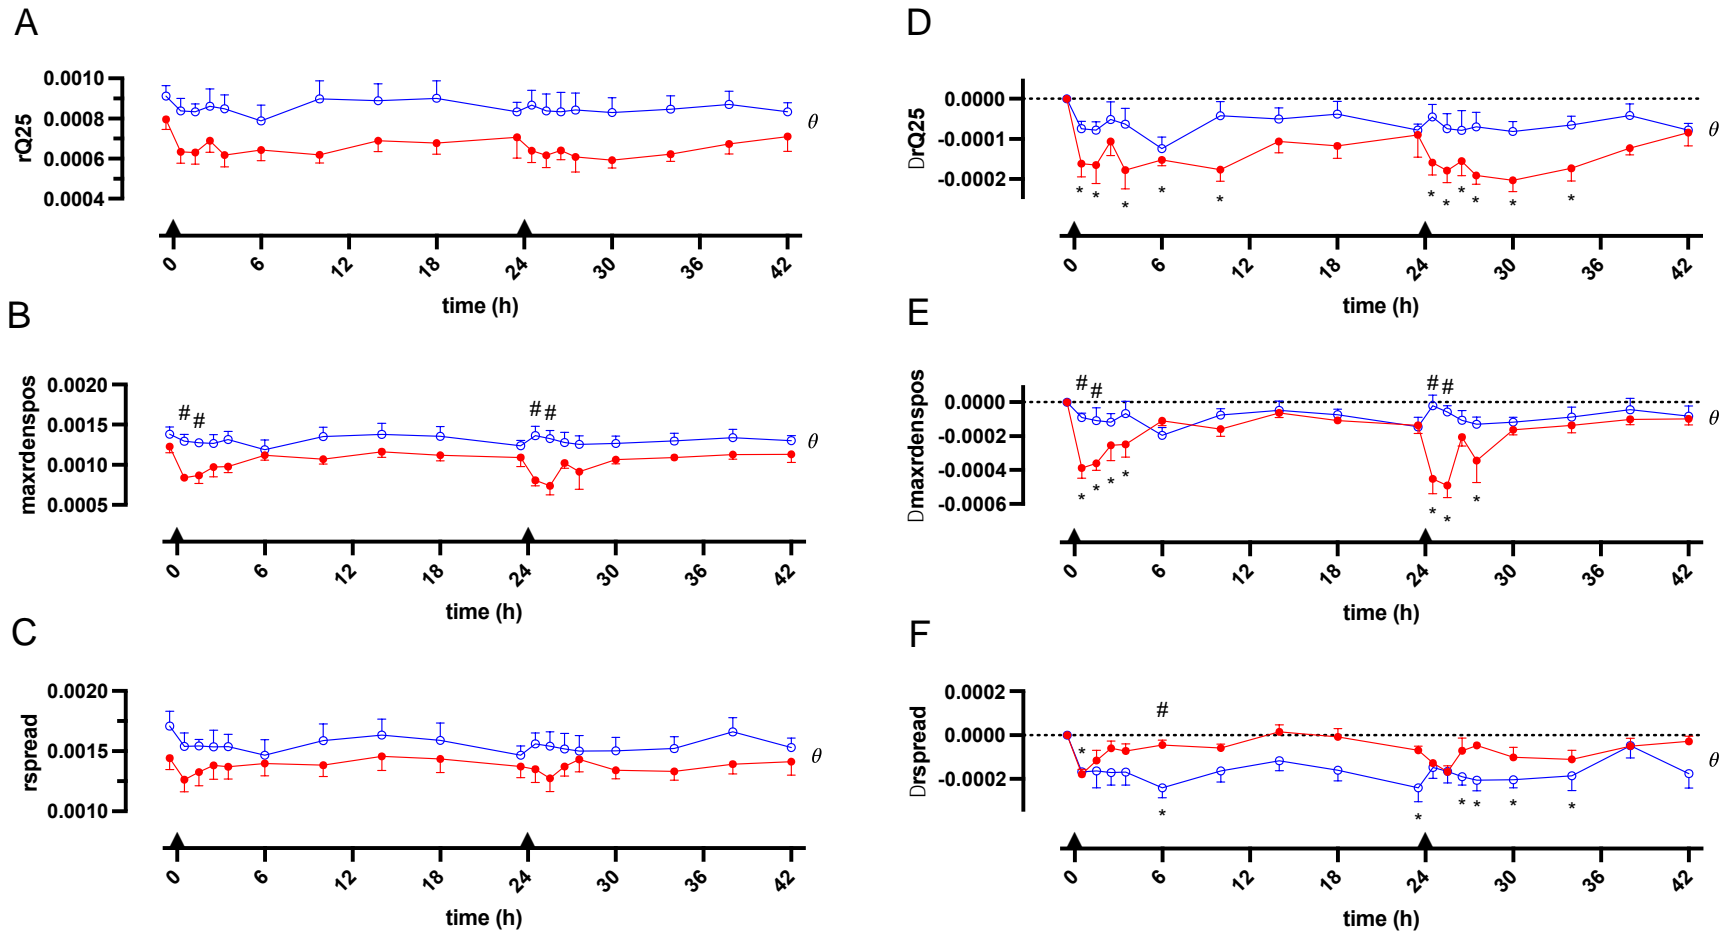 A
rQ25
0.0010
0.0008
0.0006
0.0004
θ
0 6 12 18 24 30 36 42
time (h)
B
maxrdenspos
0.0020
0.0015
0.0010
0.0005
# # # #
θ
0 6 12 18 24 30 36 42
time (h)
C
rspread
0.0020
0.0015
0.0010
0 6 12 18 24 30 36 42
time (h)
D
DrQ25
0.0000
-0.0001
-0.0002
θ
* * * * * * * * * * *
0 6 12 18 24 30 36 42
time (h)
E
Dmaxrdenspos
0.0000
-0.0002
-0.0004
-0.0006
# # # #
θ
* * * * * * *
0 6 12 18 24 30 36 42
time (h)
F
Drspread
0.0002
0.0000
-0.0002
#
θ
* * * * * * *
0 6 12 18 24 30 36 42
time (h)